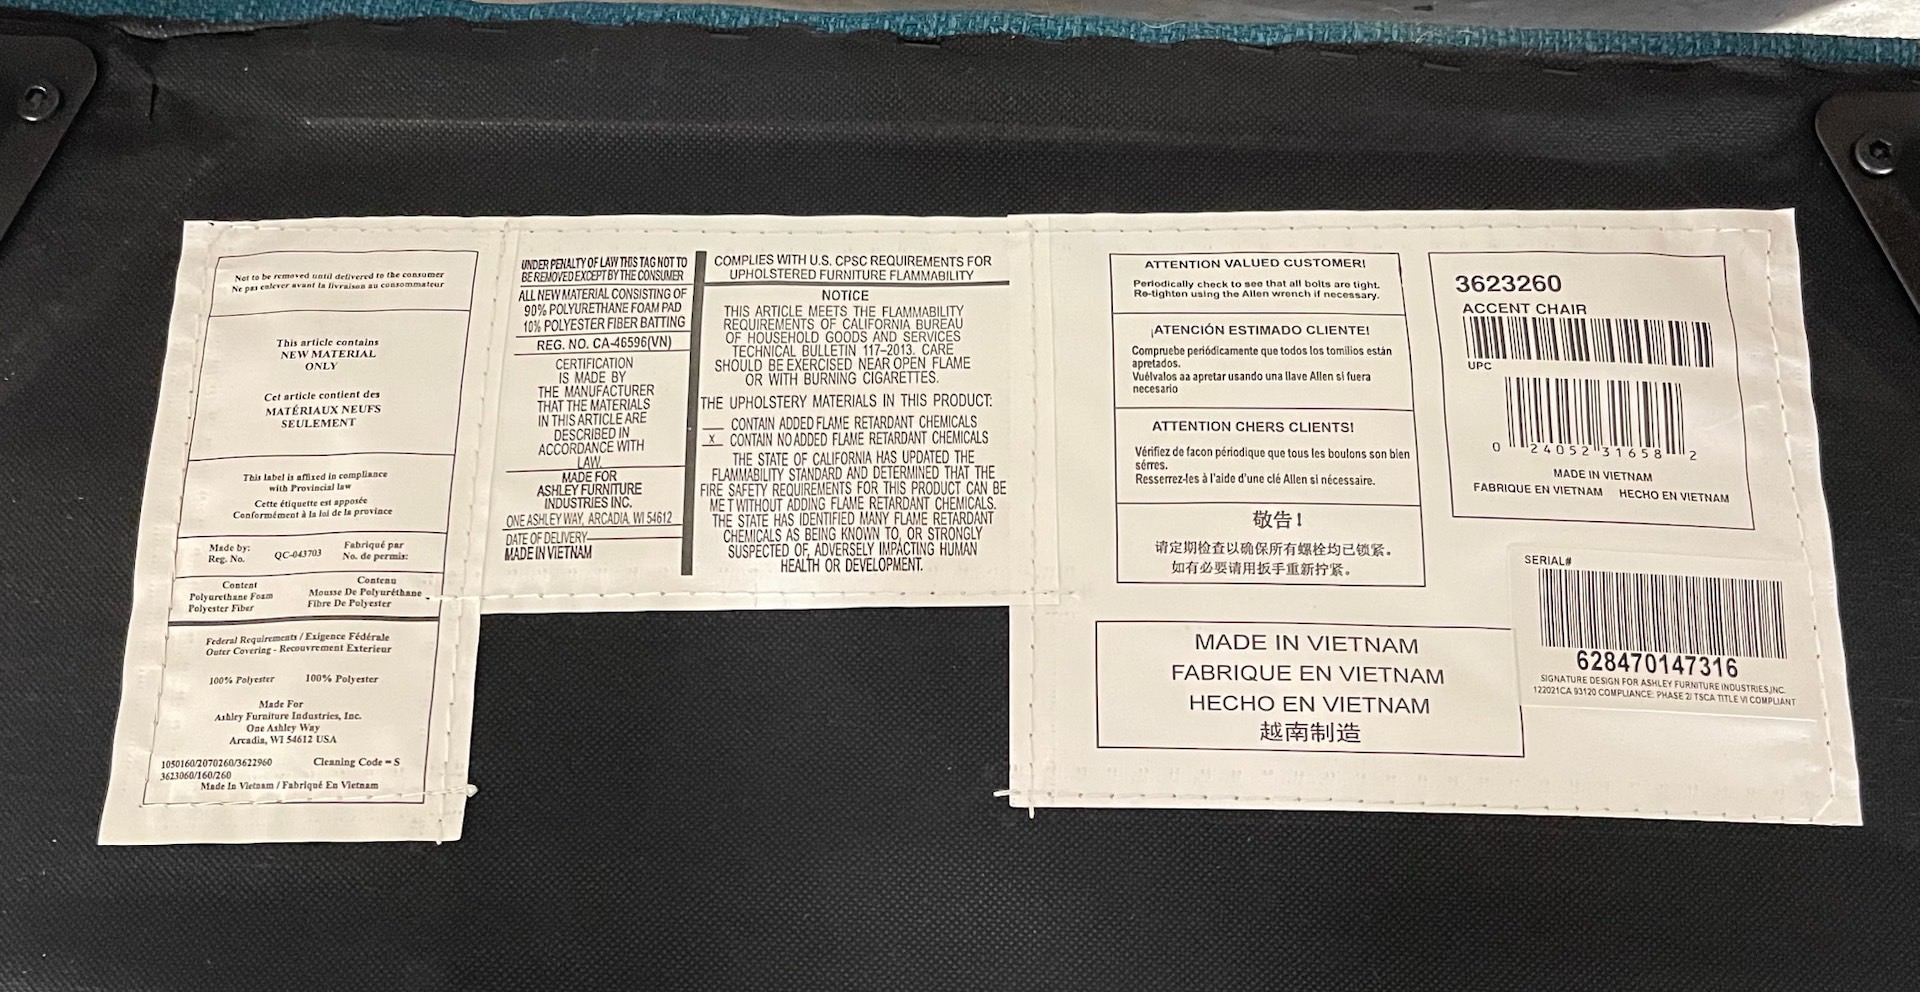 Not to be removed until delivered to the consumer
Ne pas enlever avant la livraison au consommateur
This article contains
NEW MATERIAL
ONLY
Cet article contient des
MATÉRIAUX NEUFS
SEULEMENT
This label is affixed in compliance
with Provincial law
Cette étiquette est apposée
Conformément à la loi de la province
Made by: Fabriqué par
Reg. No. QC-043703 No. de permis:
Content Contenu
Polyurethane Foam Mousse De Polyuréthane
Polyester Fiber Fibre De Polyester
Federal Requirements / Exigence Fédérale
Outer Covering - Recouvrement Exterieur
100% Polyester 100% Polyester
Made For
Ashley Furniture Industries, Inc.
One Ashley Way
Arcadia, WI 54612 USA
1050160/2070260/3622960 Cleaning Code = S
3623060/160/260
Made In Vietnam / Fabriqué En Vietnam
UNDER PENALTY OF LAW THIS TAG NOT TO
BE REMOVED EXCEPT BY THE CONSUMER
ALL NEW MATERIAL CONSISTING OF
90% POLYURETHANE FOAM PAD
10% POLYESTER FIBER BATTING
REG. NO. CA-46596(VN)
CERTIFICATION
IS MADE BY
THE MANUFACTURER
THAT THE MATERIALS
IN THIS ARTICLE ARE
DESCRIBED IN
ACCORDANCE WITH
LAW.
MADE FOR
ASHLEY FURNITURE
INDUSTRIES INC.
ONE ASHLEY WAY, ARCADIA, WI 54612
DATE OF DELIVERY
MADE IN VIETNAM
COMPLIES WITH U.S. CPSC REQUIREMENTS FOR
UPHOLSTERED FURNITURE FLAMMABILITY
NOTICE
THIS ARTICLE MEETS THE FLAMMABILITY
REQUIREMENTS OF CALIFORNIA BUREAU
OF HOUSEHOLD GOODS AND SERVICES
TECHNICAL BULLETIN 117-2013. CARE
SHOULD BE EXERCISED NEAR OPEN FLAME
OR WITH BURNING CIGARETTES.
THE UPHOLSTERY MATERIALS IN THIS PRODUCT:
___ CONTAIN ADDED FLAME RETARDANT CHEMICALS
X CONTAIN NO ADDED FLAME RETARDANT CHEMICALS
THE STATE OF CALIFORNIA HAS UPDATED THE
FLAMMABILITY STANDARD AND DETERMINED THAT THE
FIRE SAFETY REQUIREMENTS FOR THIS PRODUCT CAN BE
MET WITHOUT ADDING FLAME RETARDANT CHEMICALS.
THE STATE HAS IDENTIFIED MANY FLAME RETARDANT
CHEMICALS AS BEING KNOWN TO, OR STRONGLY
SUSPECTED OF, ADVERSELY IMPACTING HUMAN
HEALTH OR DEVELOPMENT.
ATTENTION VALUED CUSTOMER!
Periodically check to see that all bolts are tight.
Re-tighten using the Allen wrench if necessary.
¡ATENCIÓN ESTIMADO CLIENTE!
Compruebe periódicamente que todos los tornilios están
apretados.
Vuélvalos aa apretar usando una llave Allen si fuera
necesario
ATTENTION CHERS CLIENTS!
Vérifiez de facon périodique que tous les boulons son bien
sérres.
Resserrez-les à l'aide d'une clé Allen si nécessaire.
敬告！
请定期检查以确保所有螺栓均已锁紧。
如有必要请用扳手重新拧紧。
MADE IN VIETNAM
FABRIQUE EN VIETNAM
HECHO EN VIETNAM
越南制造
3623260
ACCENT CHAIR
UPC
0 24052 31658 2
MADE IN VIETNAM
FABRIQUE EN VIETNAM HECHO EN VIETNAM
SERIAL#
628470147316
SIGNATURE DESIGN FOR ASHLEY FURNITURE INDUSTRIES,INC.
122021CA 93120 COMPLIANCE: PHASE 2/ TSCA TITLE VI COMPLIANT